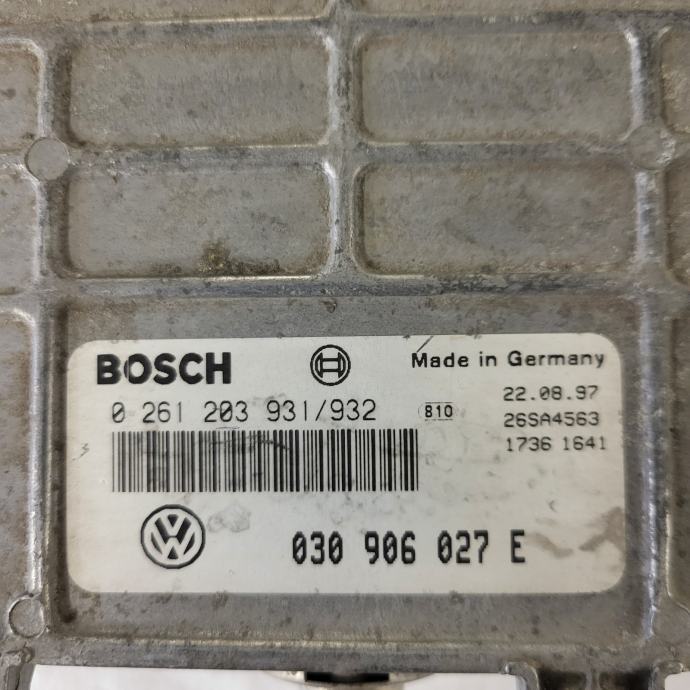 BOSCH
Made in Germany
0 261 203 931/932
810
22.08.97
26SA4563
1736 1641
VW
030 906 027 E